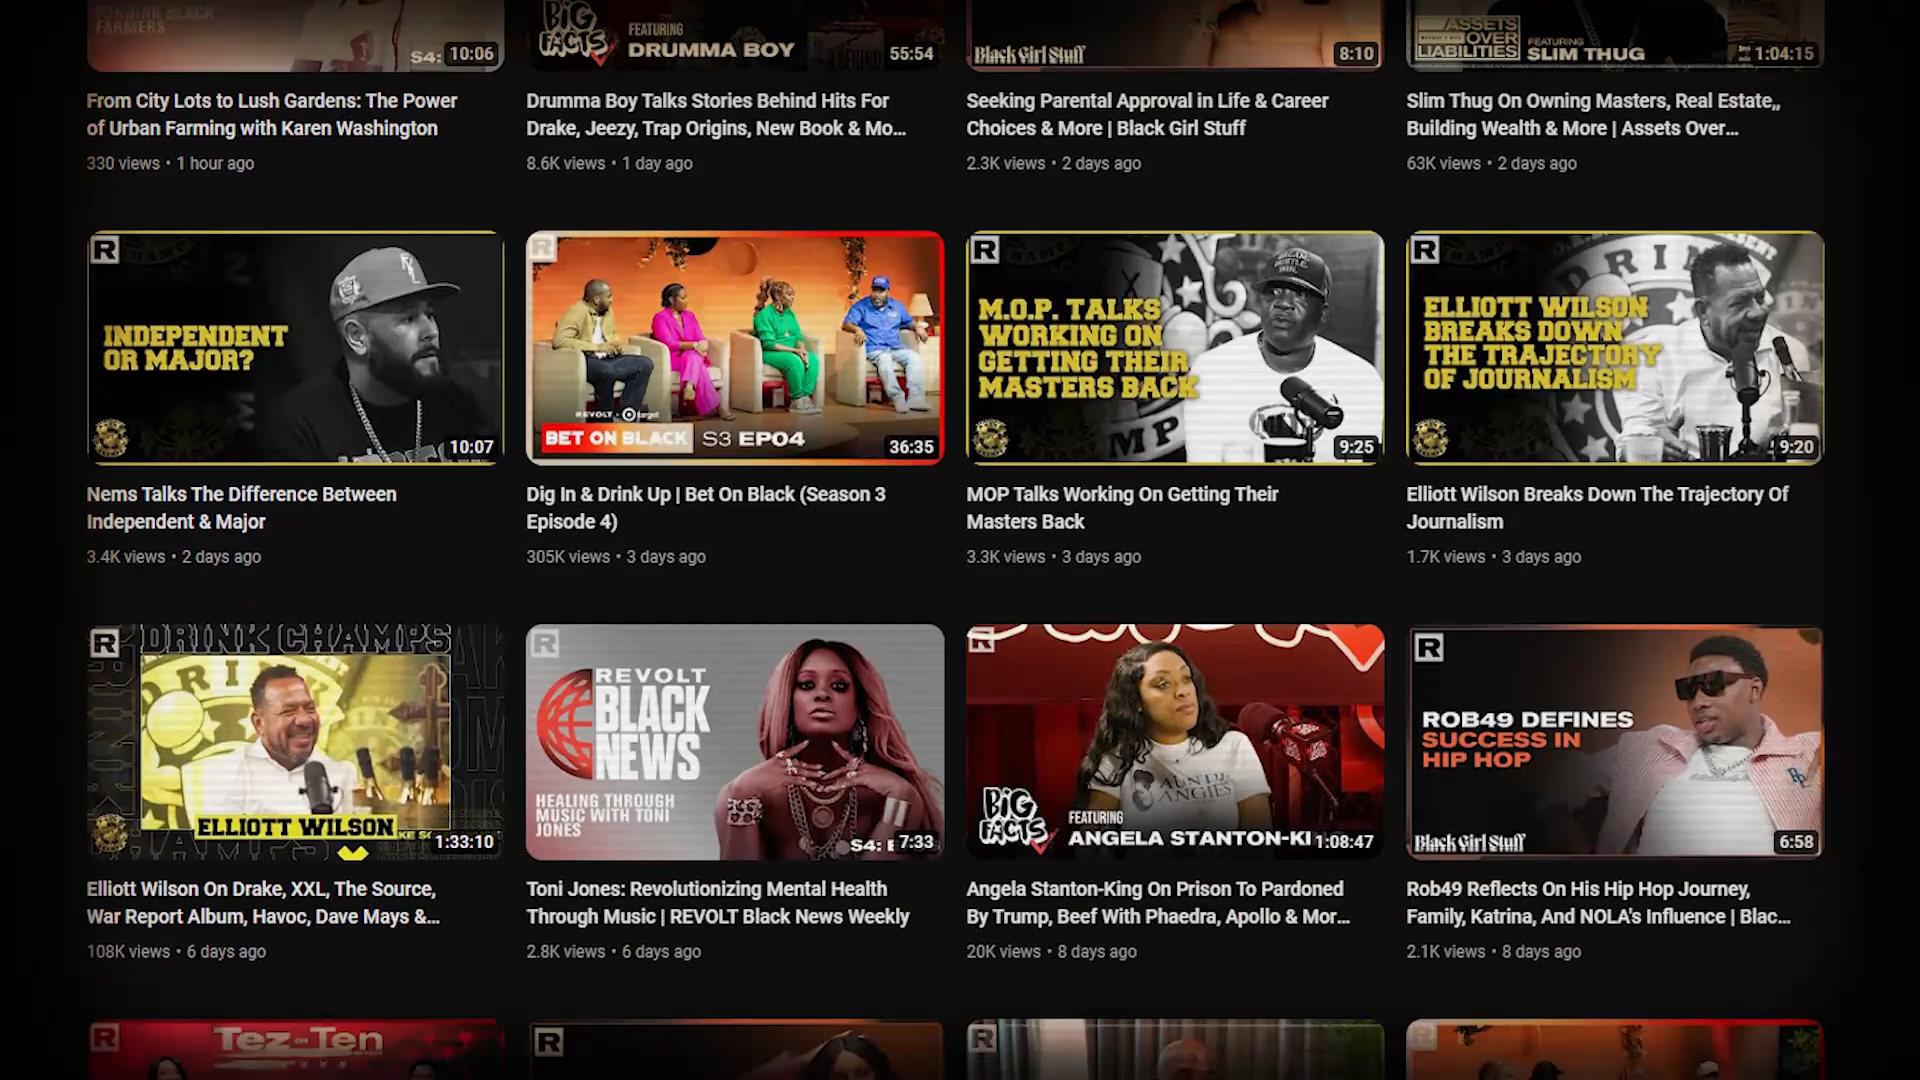 FUNDING BLACK
FARMERS
S4:
10:06
BIG
FACTS
FEATURING
DRUMMA BOY
BEHIND
55:54
Black Girl Stuff
8:10
ASSETS
OVER
LIABILITIES
FEATURING
SLIM THUG
1:04:15
From City Lots to Lush Gardens: The Power
of Urban Farming with Karen Washington
330 views • 1 hour ago
Drumma Boy Talks Stories Behind Hits For
Drake, Jeezy, Trap Origins, New Book & Mo...
8.6K views • 1 day ago
Seeking Parental Approval in Life & Career
Choices & More | Black Girl Stuff
2.3K views • 2 days ago
Slim Thug On Owning Masters, Real Estate,,
Building Wealth & More | Assets Over...
63K views • 2 days ago
R
INDEPENDENT
OR MAJOR?
10:07
R
REVOLT
target
BET ON BLACK S3 EP04
36:35
R
DREAM.
HUSTLE.
WIN.
M.O.P. TALKS
WORKING ON
GETTING THEIR
MASTERS BACK
MP
9:25
R
DRIN
ELLIOTT WILSON
BREAKS DOWN
THE TRAJECTORY
OF JOURNALISM
9:20
Nems Talks The Difference Between
Independent & Major
3.4K views • 2 days ago
Dig In & Drink Up | Bet On Black (Season 3
Episode 4)
305K views • 3 days ago
MOP Talks Working On Getting Their
Masters Back
3.3K views • 3 days ago
Elliott Wilson Breaks Down The Trajectory Of
Journalism
1.7K views • 3 days ago
R
DRINK CHAMPS
ELLIOTT WILSON
1:33:10
R
REVOLT
BLACK
NEWS
HEALING THROUGH
MUSIC WITH TONI
JONES
S4: E
7:33
R
AUNTIE
ANGIE'S
BIG
FACTS
FEATURING
ANGELA STANTON-KI
1:08:47
R
ROB49 DEFINES
SUCCESS IN
HIP HOP
Black Girl Stuff
6:58
Elliott Wilson On Drake, XXL, The Source,
War Report Album, Havoc, Dave Mays &...
108K views • 6 days ago
Toni Jones: Revolutionizing Mental Health
Through Music | REVOLT Black News Weekly
2.8K views • 6 days ago
Angela Stanton-King On Prison To Pardoned
By Trump, Beef With Phaedra, Apollo & Mor...
20K views • 8 days ago
Rob49 Reflects On His Hip Hop Journey,
Family, Katrina, And NOLA's Influence | Blac...
2.1K views • 8 days ago
R
Tez on Ten
R
R